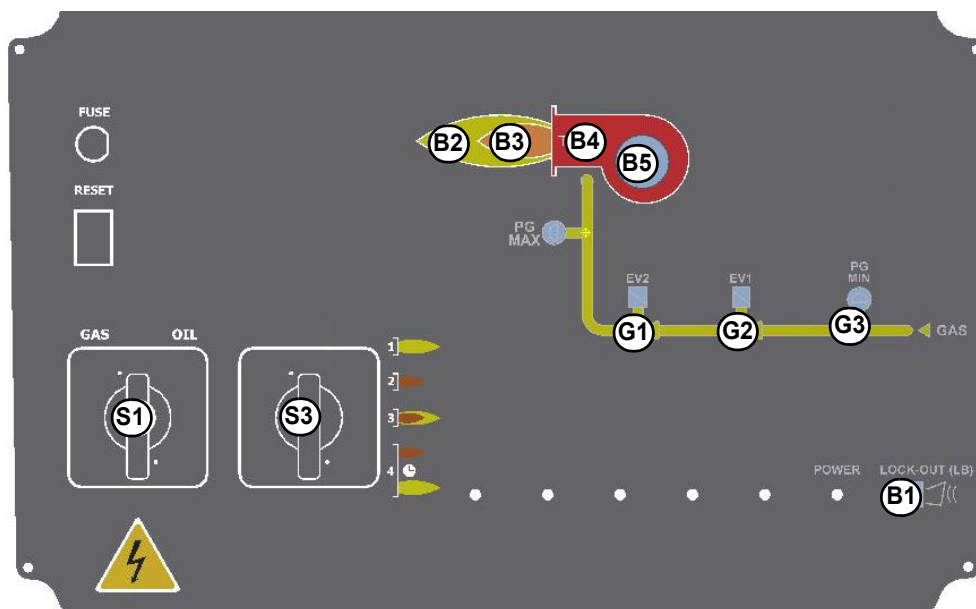 FUSE
B2
B3
B4
B5
RESET
PG
MAX
EV2
EV1
PG
MIN
G1
G2
G3
GAS
GAS
OIL
1
2
S1
S3
3
4
POWER
LOCK-OUT (LB)
B1